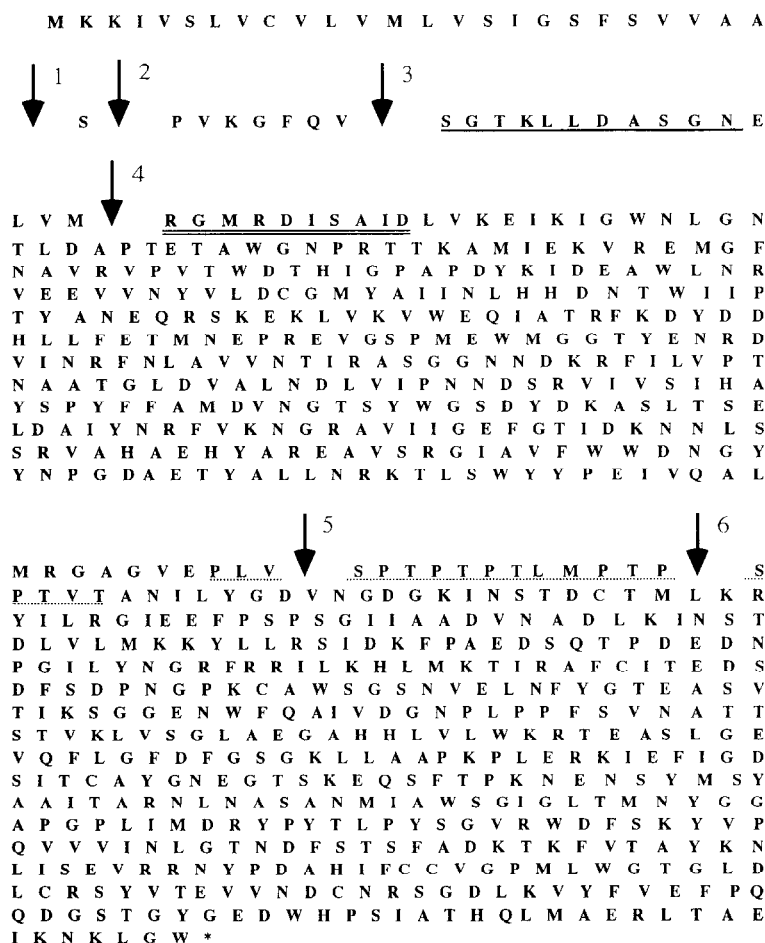 M K K I V S L V C V L V M L V S I G S F S V V A A
1 2 3
S P V K G F Q V S G T K L L D A S G N E
4
L V M R G M R D I S A I D L V K E I K I G W N L G N
T L D A P T E T A W G N P R T T K A M I E K V R E M G F
N A V R V P V T W D T H I G P A P D Y K I D E A W L N R
V E E V V N Y V L D C G M Y A I I N L H H D N T W I I P
T Y A N E Q R S K E K L V K V W E Q I A T R F K D Y D D
H L L F E T M N E P R E V G S P M E W M G G T Y E N R D
V I N R F N L A V V N T I R A S G G N N D K R F I L V P T
N A A T G L D V A L N D L V I P N N D S R V I V S I H A
Y S P Y F F A M D V N G T S Y W G S D Y D K A S L T S E
L D A I Y N R F V K N G R A V I I G E F G T I D K N N L S
S R V A H A E H Y A R E A V S R G I A V F W W D N G Y
Y N P G D A E T Y A L L N R K T L S W Y Y P E I V Q A L
5 6
M R G A G V E P L V S P T P T P T L M P T P S
P T V T A N I L Y G D V N G D G K I N S T D C T M L K R
Y I L R G I E E F P S P S G I I A A D V N A D L K I N S T
D L V L M K K Y L L R S I D K F P A E D S Q T P D E D N
P G I L Y N G R F R R I L K H L M K T I R A F C I T E D S
D F S D P N G P K C A W S G S N V E L N F Y G T E A S V
T I K S G G E N W F Q A I V D G N P L P P F S V N A T T
S T V K L V S G L A E G A H H L V L W K R T E A S L G E
V Q F L G F D F G S G K L L A A P K P L E R K I E F I G D
S I T C A Y G N E G T S K E Q S F T P K N E N S Y M S Y
A A I T A R N L N A S A N M I A W S G I G L T M N Y G G
A P G P L I M D R Y P Y T L P Y S G V R W D F S K Y V P
Q V V V I N L G T N D F S T S F A D K T K F V T A Y K N
L I S E V R R N Y P D A H I F C C V G P M L W G T G L D
L C R S Y V T E V V N D C N R S G D L K V Y F V E F P Q
Q D G S T G Y G E D W H P S I A T H Q L M A E R L T A E
I K N K L G W *